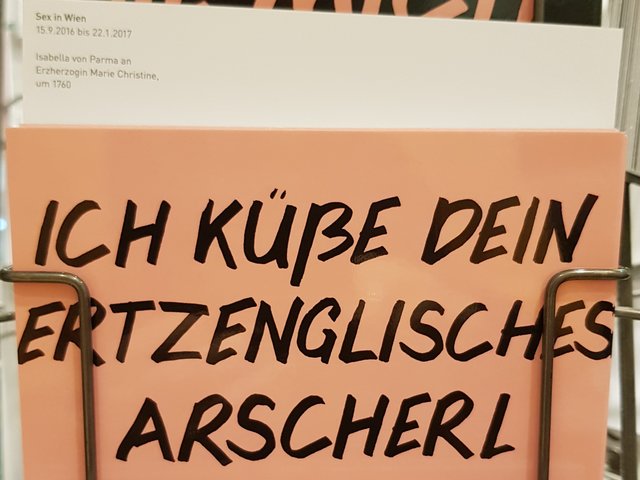 Sex in Wien
15.9.2016 bis 22.1.2017
Isabella von Parma an
Erzherzogin Marie Christine,
um 1760
ICH KÜßE DEIN
ERTZENGLISCHES
ARSCHERL